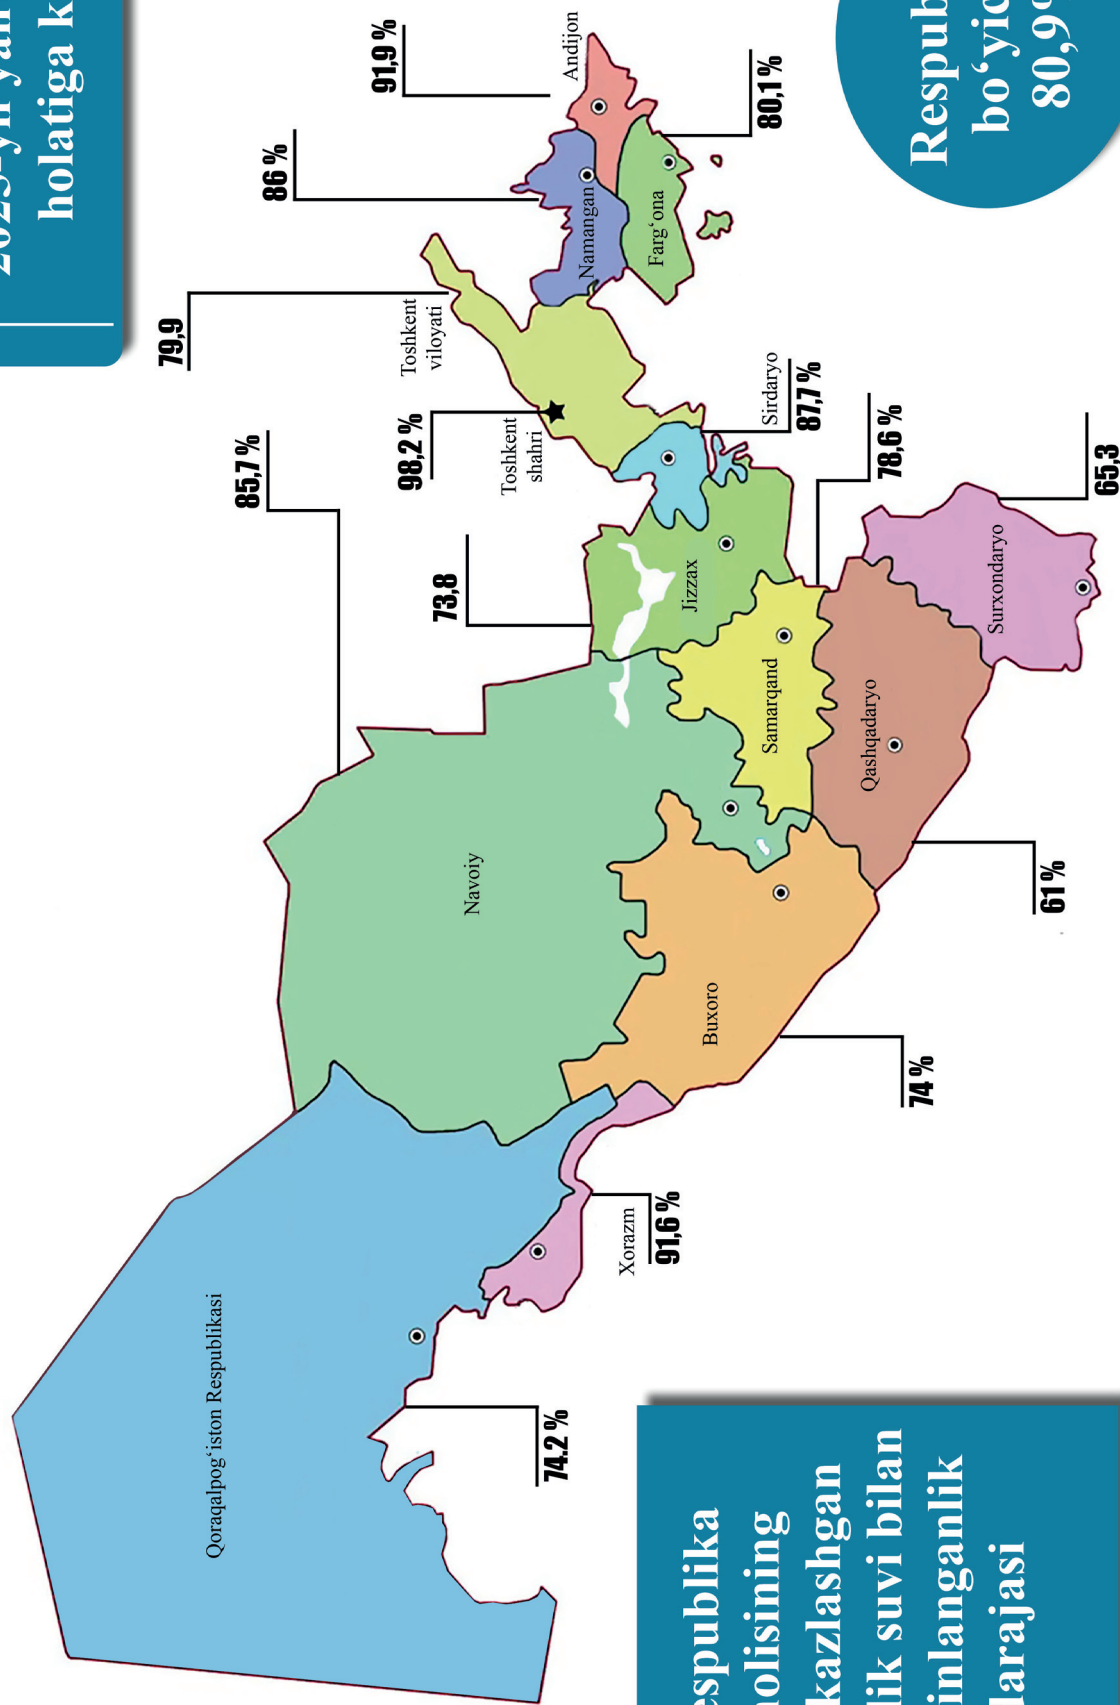 holatiga k
Respub
bo‘yic
80,9%
espublika
olisining
kazlashgan
lik suvi bilan
inlanganlik
larajasi
Qoraqalpog‘iston Respublikasi
74.2 %
Xorazm
91,6 %
Navoiy
85,7 %
Buxoro
74 %
Qashqadaryo
61 %
Samarqand
78,6 %
Jizzax
73,8
Surxondaryo
65,3
Sirdaryo
87,7 %
Toshkent
shahri
98,2 %
Toshkent
viloyati
79,9
Namangan
86 %
Farg‘ona
80,1 %
Andijon
91,9 %